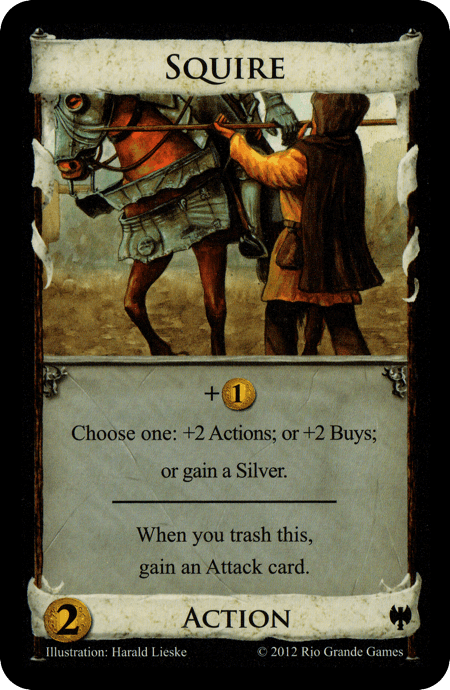 SQUIRE
+1
Choose one: +2 Actions; or +2 Buys;
or gain a Silver.
When you trash this,
gain an Attack card.
2 ACTION
Illustration: Harald Lieske © 2012 Rio Grande Games